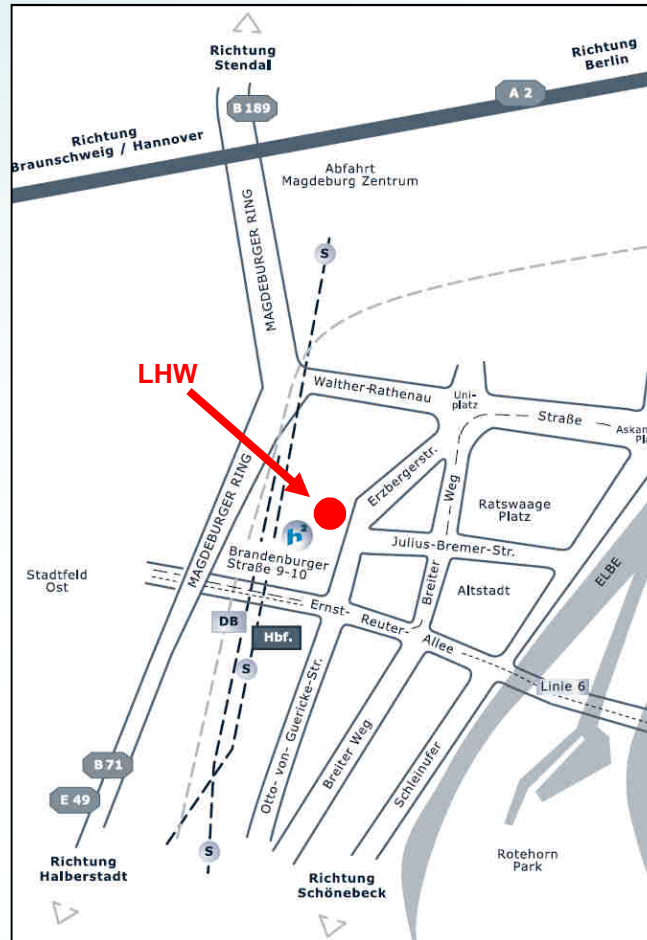 Richtung
Stendal
Richtung
Berlin
B 189
A 2
Richtung
Braunschweig / Hannover
Abfahrt
Magdeburg Zentrum
MAGDEBURGER RING
S
LHW
Walther-Rathenau
Uni-
platz
Straße
Askan
Pl
Erzbergerstr.
Weg
Ratswaage
Platz
MAGDEBURGER RING
h²
Brandenburger
Straße 9-10
Julius-Bremer-Str.
ELBE
Stadtfeld
Ost
Ernst-
Reuter-
Allee
Breiter
Altstadt
DB
Hbf.
S
Linie 6
Otto-von-Guericke-Str.
Breiter Weg
Schleinufer
B 71
E 49
S
Rotehorn
Park
Richtung
Halberstadt
Richtung
Schönebeck